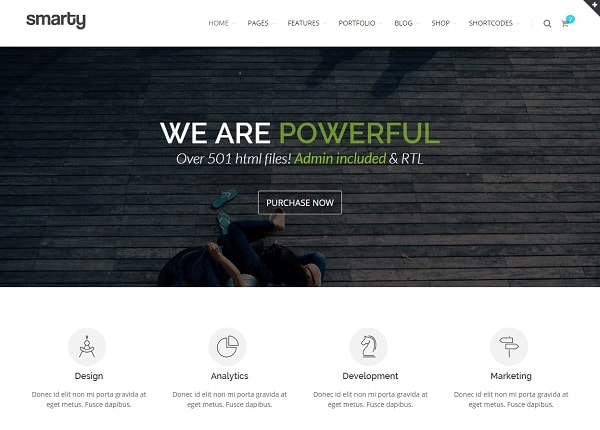 smarty
HOME PAGES FEATURES PORTFOLIO BLOG SHOP SHORTCODES
WE ARE POWERFUL
Over 501 html files! Admin included & RTL
PURCHASE NOW
Design Analytics Development Marketing
Donec id elit non mi porta gravida at Donec id elit non mi porta gravida at Donec id elit non mi porta gravida at Donec id elit non mi porta gravida at
eget metus. Fusce dapibus. eget metus. Fusce dapibus. eget metus. Fusce dapibus. eget metus. Fusce dapibus.